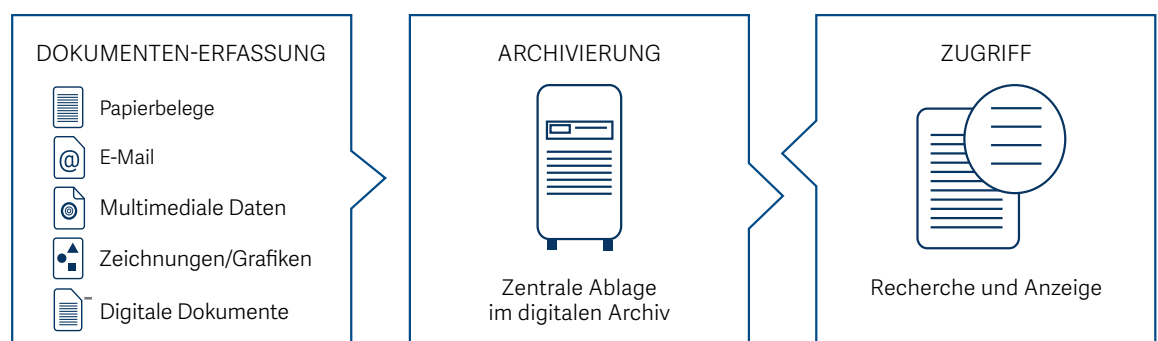 DOKUMENTEN-ERFASSUNG
Papierbelege
@
E-Mail
Multimediale Daten
Zeichnungen/Grafiken
Digitale Dokumente
ARCHIVIERUNG
Zentrale Ablage
im digitalen Archiv
ZUGRIFF
Recherche und Anzeige